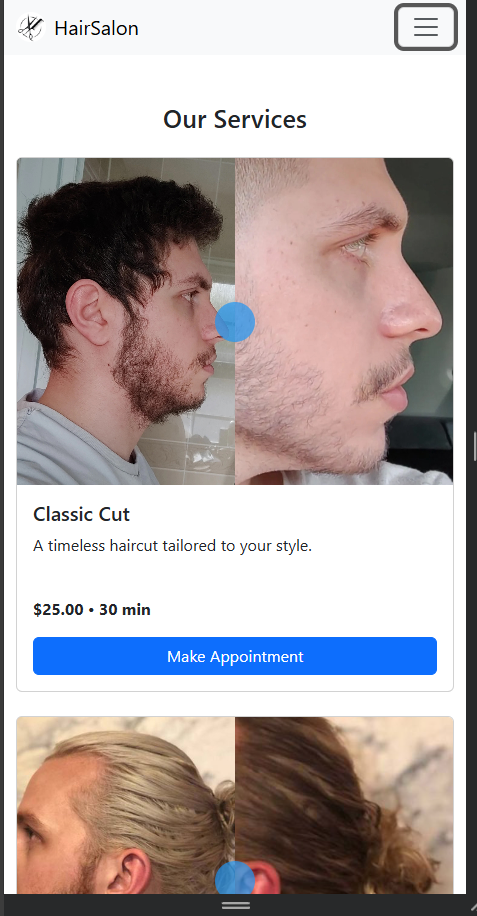 HairSalon
Our Services
Classic Cut
A timeless haircut tailored to your style.
$25.00 • 30 min
Make Appointment